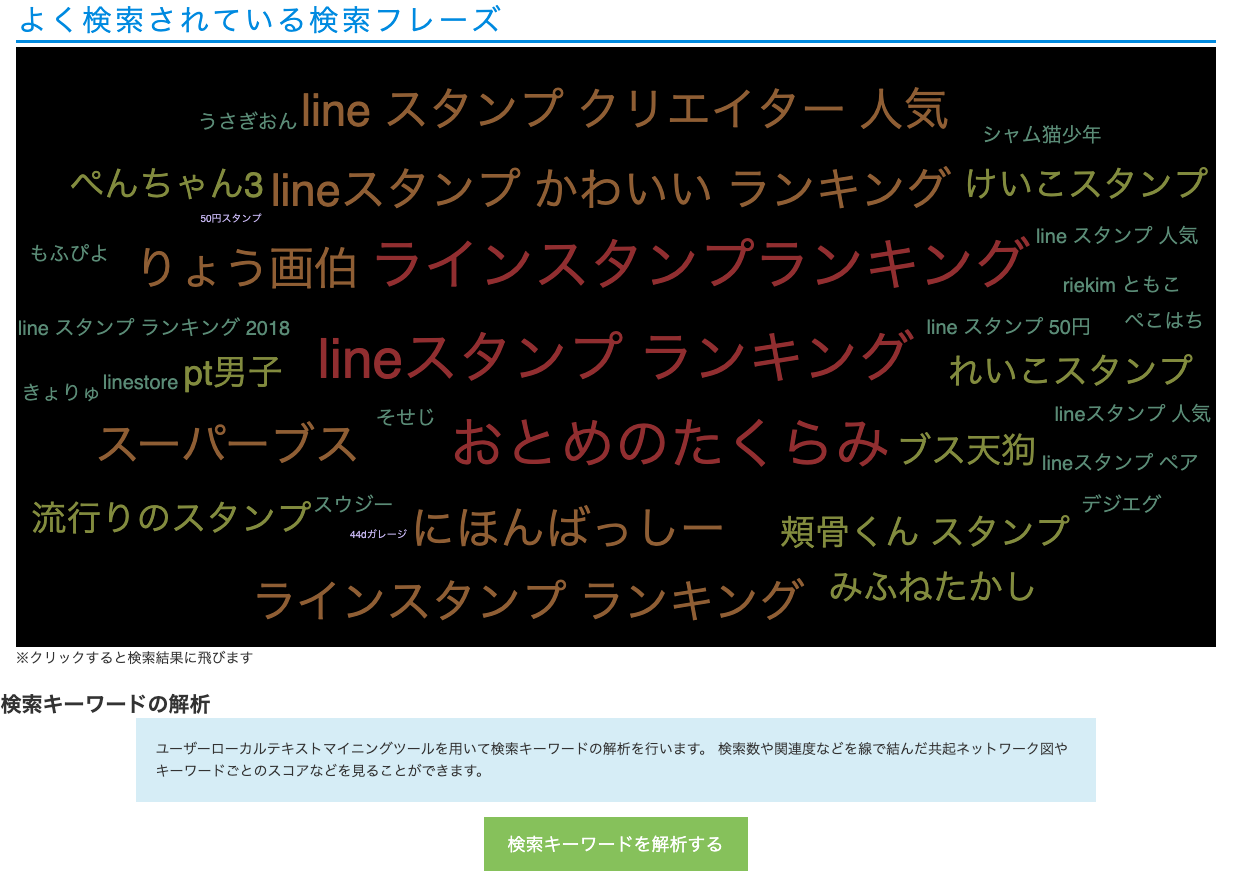 よく検索されている検索フレーズ
うさぎおん
line スタンプ クリエイター 人気
シャム猫少年
ぺんちゃん3
lineスタンプ かわいい ランキング
けいこスタンプ
50円スタンプ
もふぴよ
りょう画伯
ラインスタンプランキング
line スタンプ 人気
riekim ともこ
line スタンプ ランキング 2018
lineスタンプ ランキング
line スタンプ 50円
ぺこはち
きょりゅ
linestore
pt男子
れいこスタンプ
スーパーブス
そせじ
おとめのたくらみ
ブス天狗
lineスタンプ 人気
lineスタンプ ペア
流行りのスタンプ
スウジー
44dガレージ
にほんばっしー
頬骨くん スタンプ
デジエグ
ラインスタンプ ランキング
みふねたかし
※クリックすると検索結果に飛びます
検索キーワードの解析
ユーザーローカルテキストマイニングツールを用いて検索キーワードの解析を行います。 検索数や関連度などを線で結んだ共起ネットワーク図や
キーワードごとのスコアなどを見ることができます。
検索キーワードを解析する